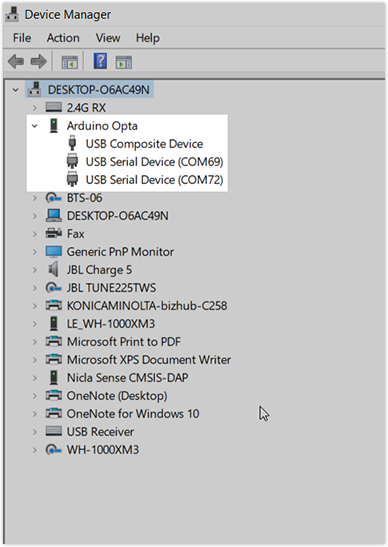 Device Manager
File Action View Help
DESKTOP-O6AC49N
2.4G RX
Arduino Opta
USB Composite Device
USB Serial Device (COM69)
USB Serial Device (COM72)
BTS-06
DESKTOP-O6AC49N
Fax
Generic PnP Monitor
JBL Charge 5
JBL TUNE225TWS
KONICAMINOLTA-bizhub-C258
LE_WH-1000XM3
Microsoft Print to PDF
Microsoft XPS Document Writer
Nicla Sense CMSIS-DAP
OneNote (Desktop)
OneNote for Windows 10
USB Receiver
WH-1000XM3